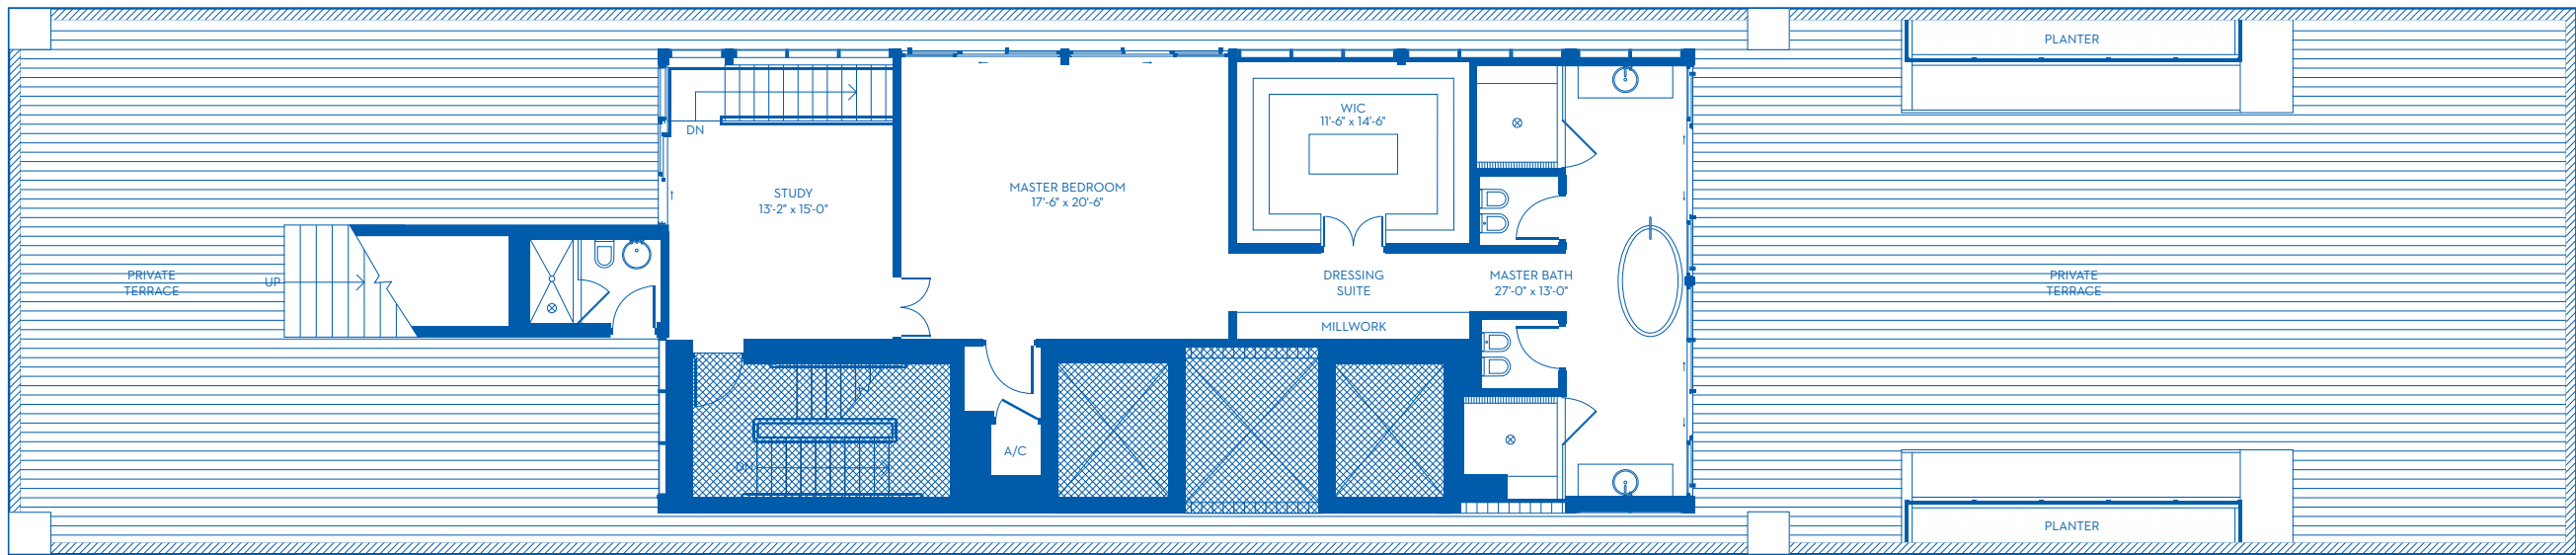 PLANTER
WIC
11'-6" x 14'-6"
DN
STUDY
13'-2" x 15'-0"
MASTER BEDROOM
17'-6" x 20'-6"
PRIVATE
TERRACE
UP
DRESSING
SUITE
MASTER BATH
27'-0" x 13'-0"
PRIVATE
TERRACE
MILLWORK
A/C
DN
PLANTER